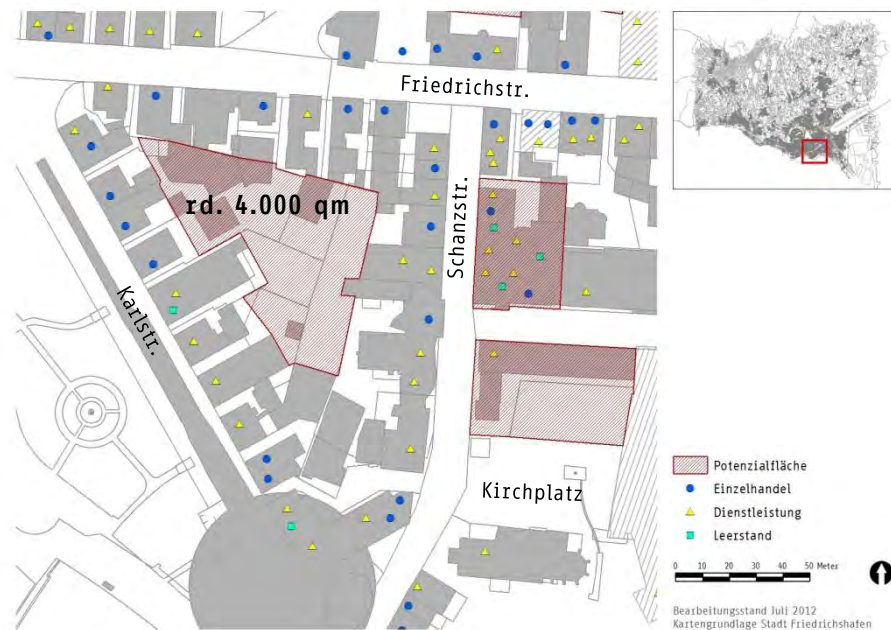 Friedrichstr.
rd. 4.000 qm
Schanzstr.
Karlstr.
Kirchplatz
Potenzialfläche
Einzelhandel
Dienstleistung
Leerstand
0 10 20 30 40 50 Meter
Bearbeitungsstand Juli 2012
Kartengrundlage Stadt Friedrichshafen